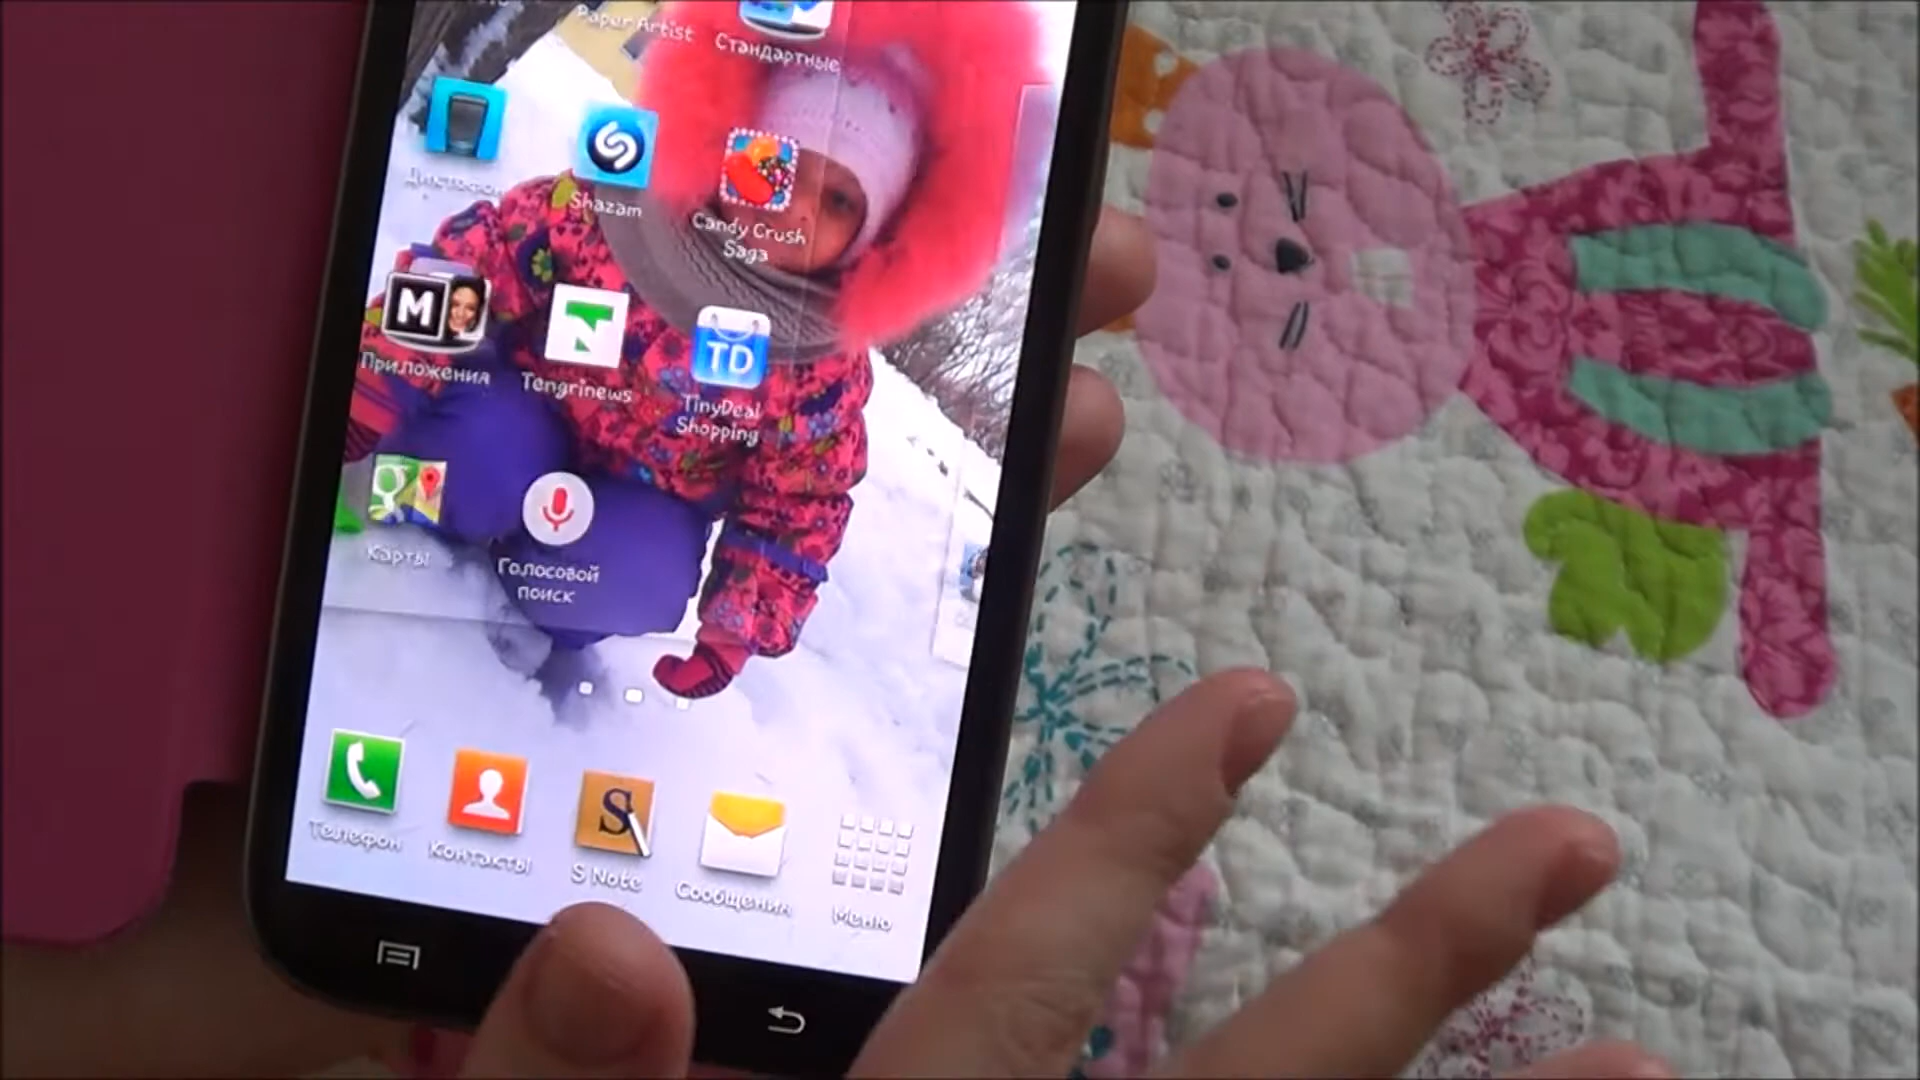 Paper Artist
Стандартные
Диктофон
Shazam
Candy Crush
Saga
M
Приложения
Tengrinews
TD
TinyDeal
Shopping
g
Карты
Голосовой
поиск
Телефон
Контакты
S
S Note
Сообщения
Меню